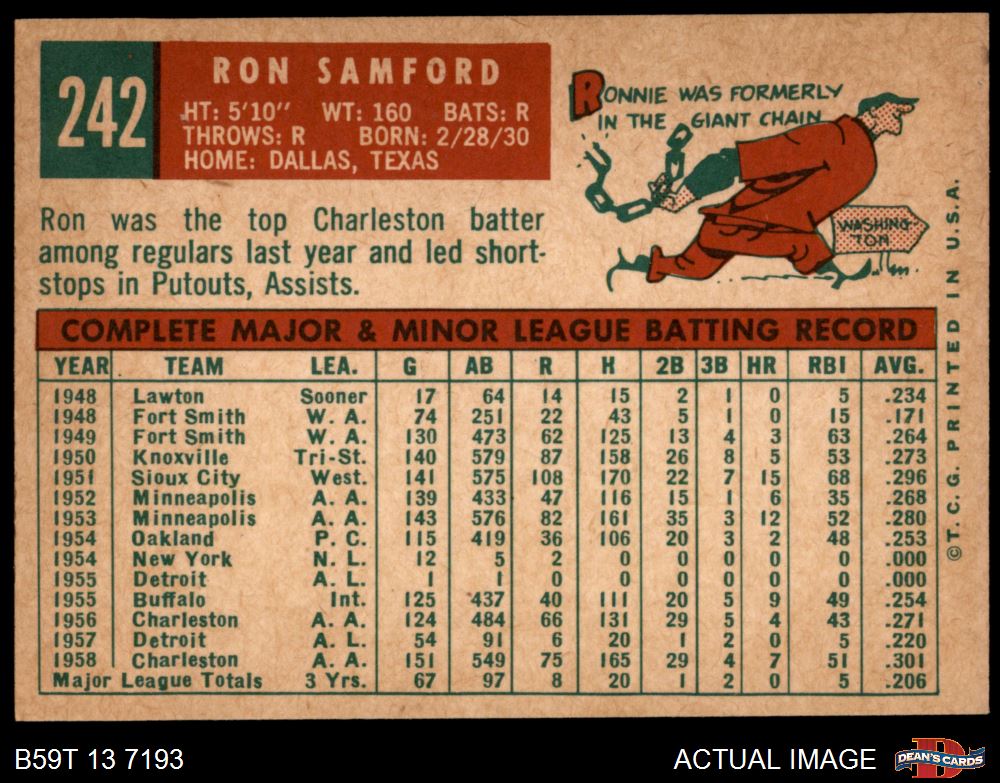 242
RON SAMFORD
HT: 5'10" WT: 160 BATS: R
THROWS: R BORN: 2/28/30
HOME: DALLAS, TEXAS
RONNIE WAS FORMERLY
IN THE GIANT CHAIN
WASHING-
TON
Ron was the top Charleston batter
among regulars last year and led short-
stops in Putouts, Assists.
COMPLETE MAJOR & MINOR LEAGUE BATTING RECORD
YEAR TEAM LEA. G AB R H 2B 3B HR RBI AVG.
1948 Lawton Sooner 17 64 14 15 2 1 0 5 .234
1948 Fort Smith W. A. 74 251 22 43 5 1 0 15 .171
1949 Fort Smith W. A. 130 473 62 125 13 4 3 63 .264
1950 Knoxville Tri-St. 140 579 87 158 26 8 5 53 .273
1951 Sioux City West. 141 575 108 170 22 7 15 68 .296
1952 Minneapolis A. A. 139 433 47 116 15 1 6 35 .268
1953 Minneapolis A. A. 143 576 82 161 35 3 12 52 .280
1954 Oakland P. C. 115 419 36 106 20 3 2 48 .253
1954 New York N. L. 12 5 2 0 0 0 0 0 .000
1955 Detroit A. L. 1 1 0 0 0 0 0 0 .000
1955 Buffalo Int. 125 437 40 111 20 5 9 49 .254
1956 Charleston A. A. 124 484 66 131 29 5 4 43 .271
1957 Detroit A. L. 54 91 6 20 1 2 0 5 .220
1958 Charleston A. A. 151 549 75 165 29 4 7 51 .301
Major League Totals 3 Yrs. 67 97 8 20 1 2 0 5 .206
©T. C. G. PRINTED IN U.S.A.
B59T 13 7193
ACTUAL IMAGE
D
DEAN'S CARDS